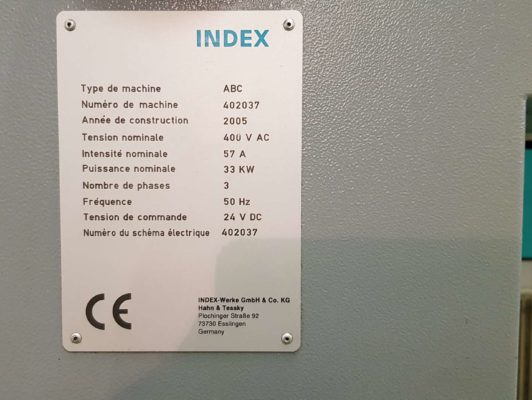 INDEX
Type de machine ABC
Numéro de machine 402037
Année de construction 2005
Tension nominale 400 V AC
Intensité nominale 57 A
Puissance nominale 33 KW
Nombre de phases 3
Fréquence 50 Hz
Tension de commande 24 V DC
Numéro du schéma électrique 402037
CE
INDEX-Werke GmbH & Co. KG
Hahn & Tessky
Plochinger Straße 92
73730 Esslingen
Germany